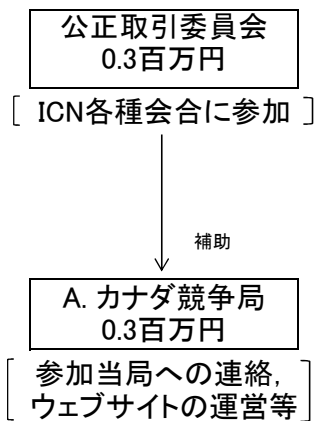 公正取引委員会
0.3百万円
[ ICN各種会合に参加 ]
補助
A. カナダ競争局
0.3百万円
[ 参加当局への連絡,
ウェブサイトの運営等 ]